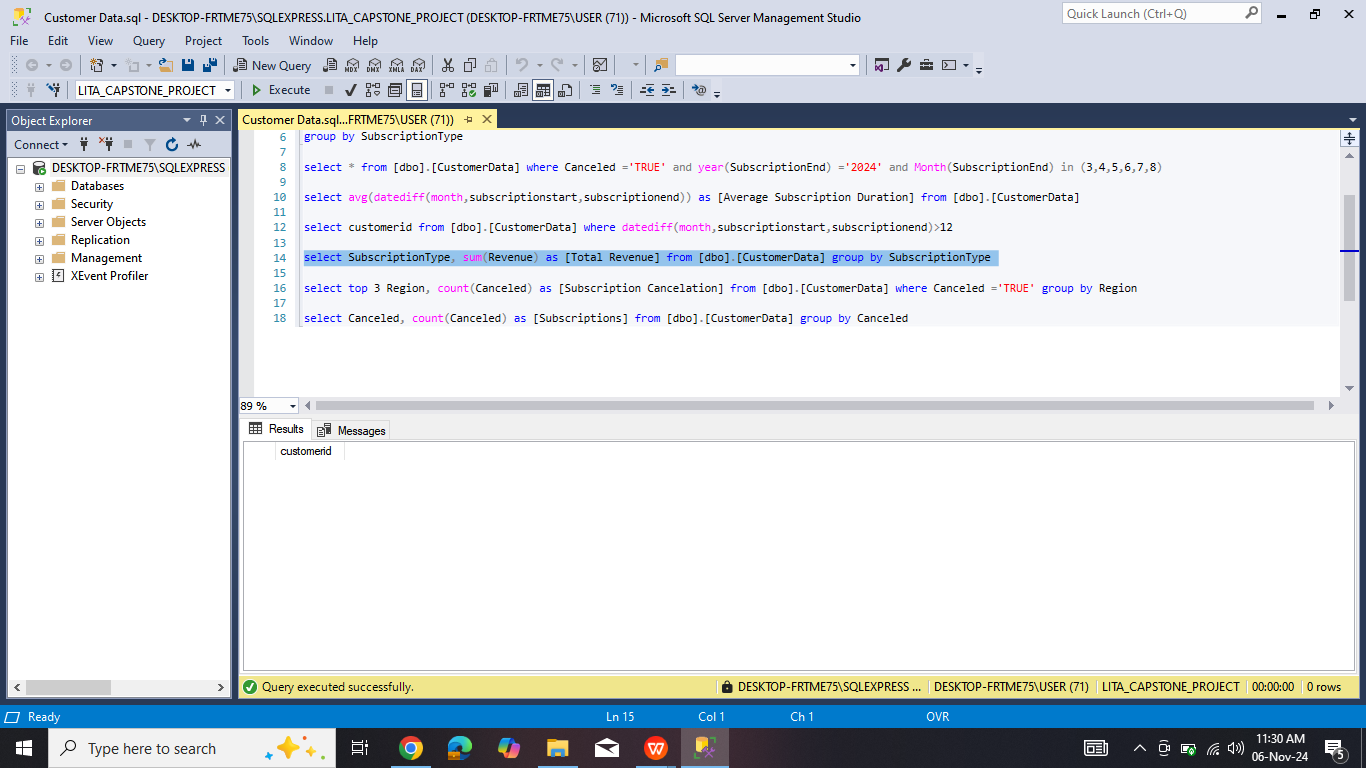 Customer Data.sql - DESKTOP-FRTME75\SQLEXPRESS.LITA_CAPSTONE_PROJECT (DESKTOP-FRTME75\USER (71)) - Microsoft SQL Server Management Studio
Quick Launch (Ctrl+Q)
File Edit View Query Project Tools Window Help
New Query MDX DMX XMLA DAX
LITA_CAPSTONE_PROJECT Execute
Object Explorer
Customer Data.sql...FRTME75\USER (71))
Connect
DESKTOP-FRTME75\SQLEXPRESS
Databases
Security
Server Objects
Replication
Management
XEvent Profiler
6 group by SubscriptionType
7
8 select * from [dbo].[CustomerData] where Canceled ='TRUE' and year(SubscriptionEnd) ='2024' and Month(SubscriptionEnd) in (3,4,5,6,7,8)
9
10 select avg(datediff(month,subscriptionstart,subscriptionend)) as [Average Subscription Duration] from [dbo].[CustomerData]
11
12 select customerid from [dbo].[CustomerData] where datediff(month,subscriptionstart,subscriptionend)>12
13
14 select SubscriptionType, sum(Revenue) as [Total Revenue] from [dbo].[CustomerData] group by SubscriptionType
15
16 select top 3 Region, count(Canceled) as [Subscription Cancelation] from [dbo].[CustomerData] where Canceled ='TRUE' group by Region
17
18 select Canceled, count(Canceled) as [Subscriptions] from [dbo].[CustomerData] group by Canceled
89 %
Results Messages
customerid
Query executed successfully. DESKTOP-FRTME75\SQLEXPRESS ... DESKTOP-FRTME75\USER (71) LITA_CAPSTONE_PROJECT 00:00:00 0 rows
Ready Ln 15 Col 1 Ch 1 OVR
Type here to search
11:30 AM
06-Nov-24
5